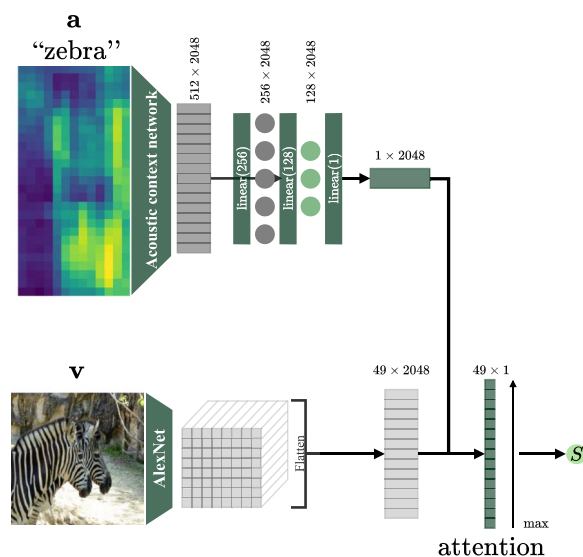 a
“zebra”
Acoustic context network
512 × 2048
linear(256)
256 × 2048
linear(128)
128 × 2048
linear(1)
1 × 2048
v
AlexNet
Flatten
49 × 2048
49 × 1
max
S
attention